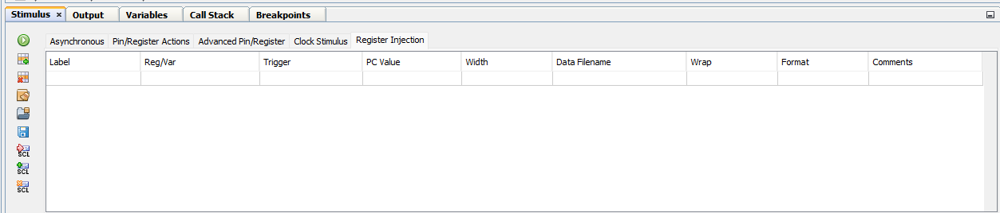 Stimulus × Output Variables Call Stack Breakpoints
Asynchronous Pin/Register Actions Advanced Pin/Register Clock Stimulus Register Injection
Label Reg/Var Trigger PC Value Width Data Filename Wrap Format Comments
SCL
SCL
SCL